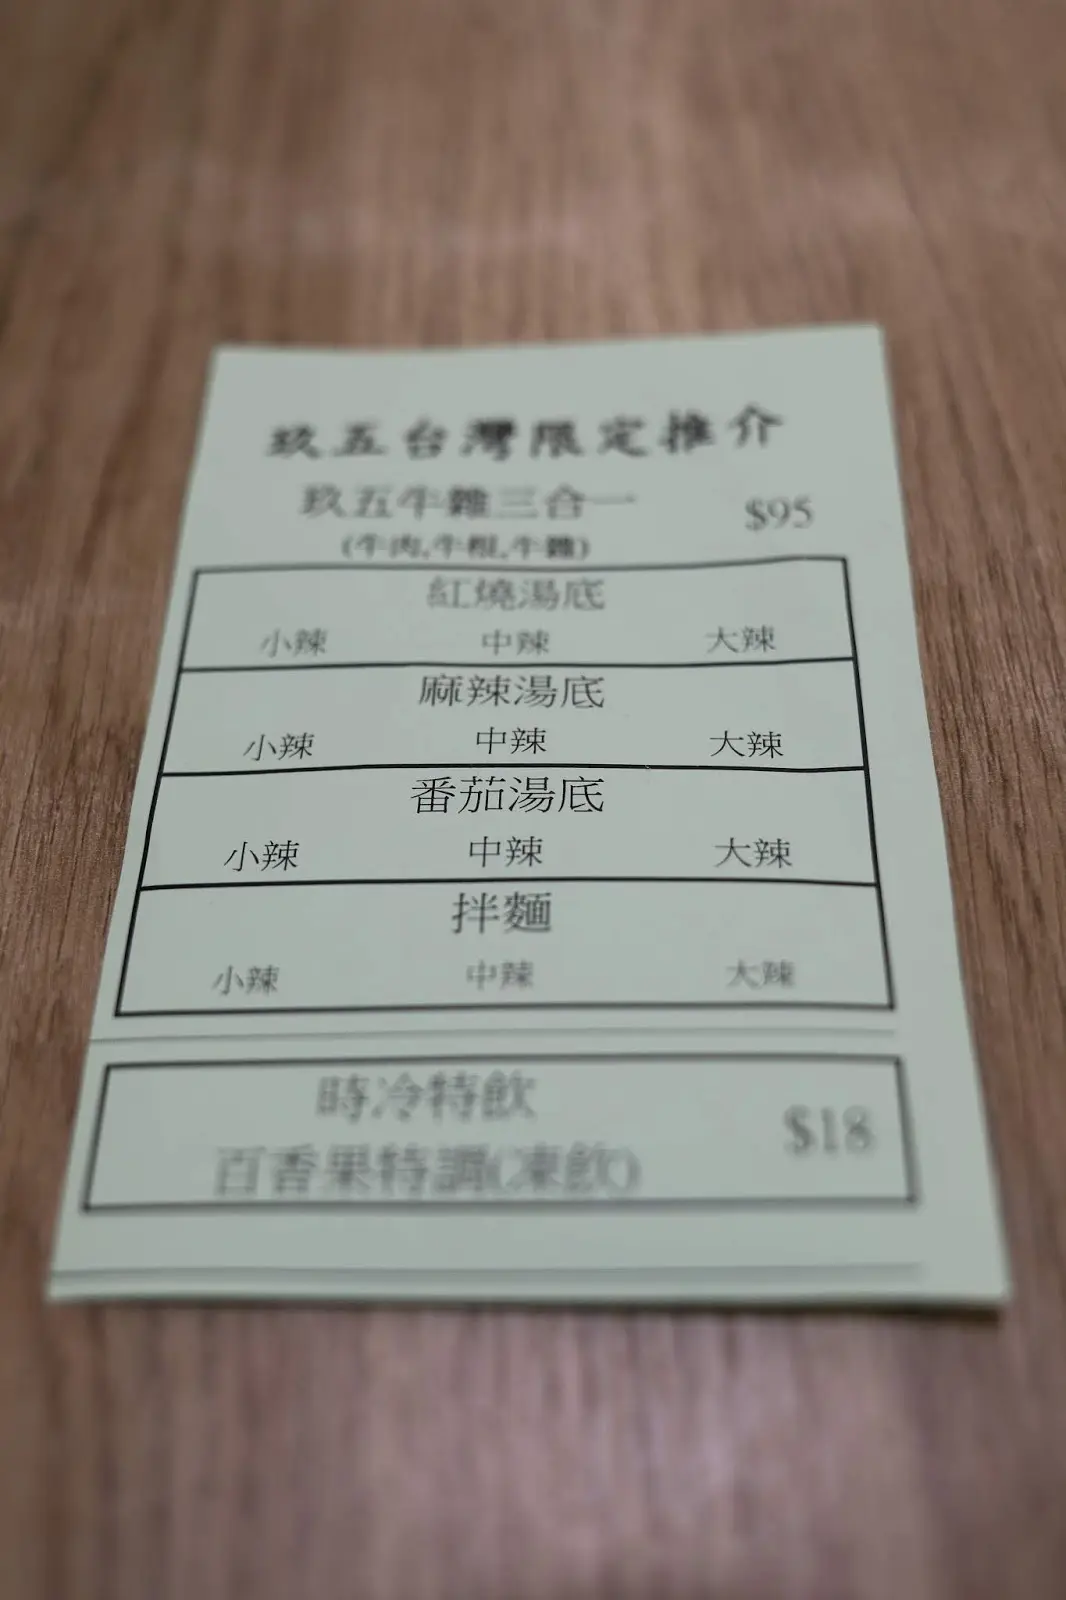 玖五台灣限定推介
玖五牛雜三合一 $95
(牛肉,牛根,牛雜)
紅燒湯底
小辣 中辣 大辣
麻辣湯底
小辣 中辣 大辣
番茄湯底
小辣 中辣 大辣
拌麵
小辣 中辣 大辣
時冷特飲 $18
百香果特調(凍飲)